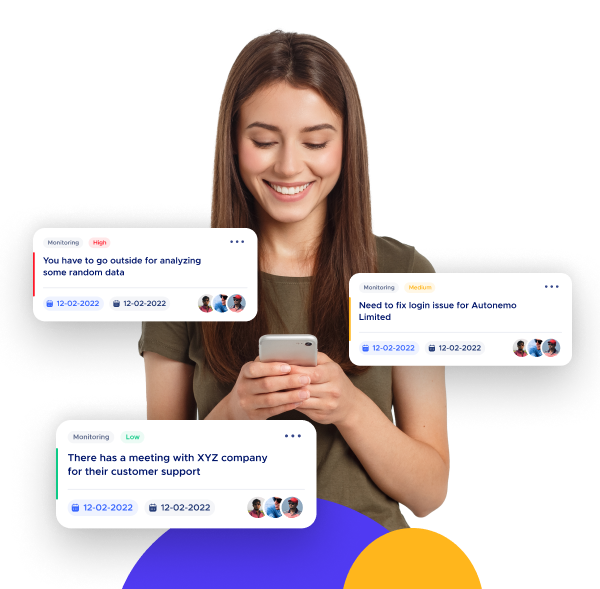 Monitoring High
You have to go outside for analyzing
some random data
12-02-2022 12-02-2022
Monitoring Medium
Need to fix login issue for Autonemo
Limited
12-02-2022 12-02-2022
Monitoring Low
There has a meeting with XYZ company
for their customer support
12-02-2022 12-02-2022